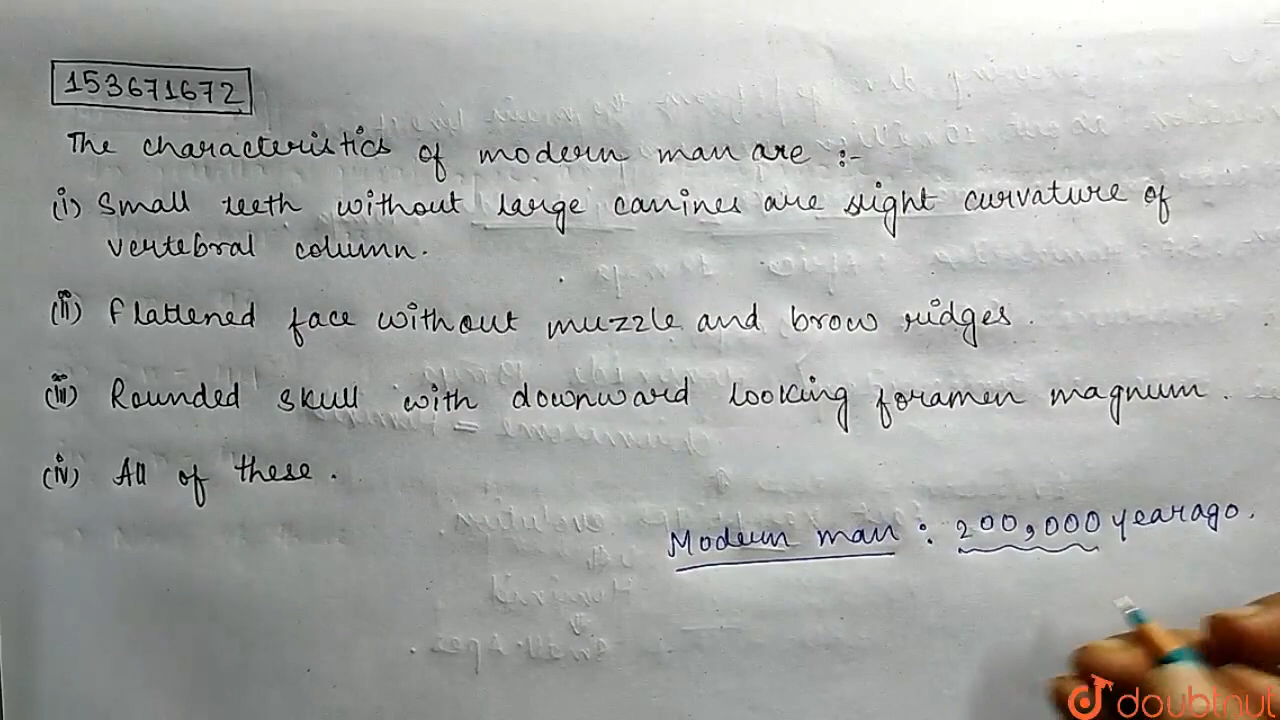 153671672
The characteristics of modern man are :-
(i) Small teeth without large canines are slight curvature of
vertebral column.
(ii) Flattened face without muzzle and brow ridges.
(iii) Rounded skull with downward looking foramen magnum.
(iv) All of these.
Modern man : 200,000 year ago.
doubtnut